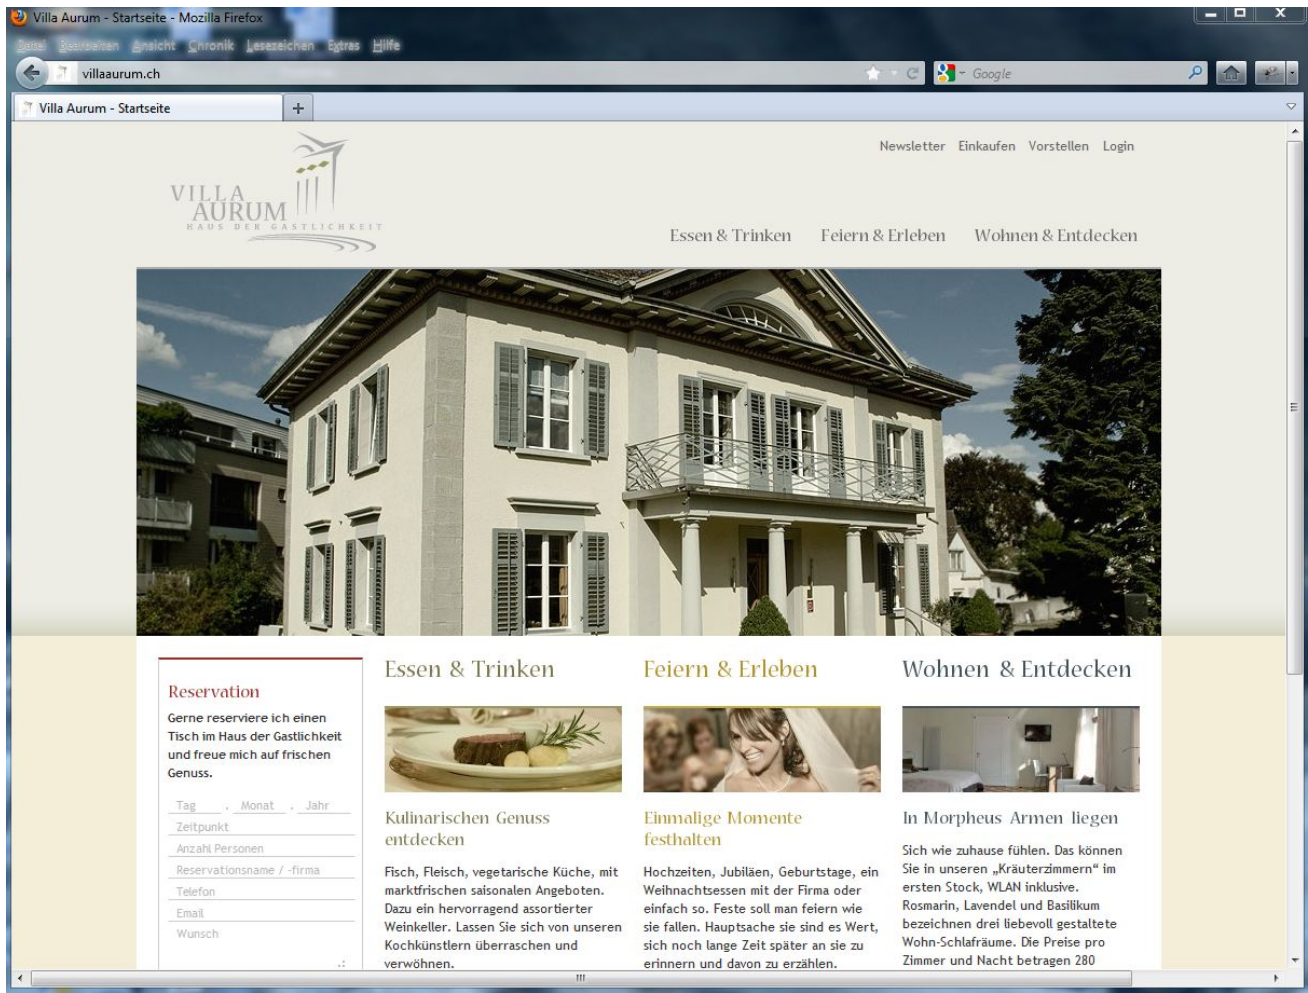 Villa Aurum - Startseite - Mozilla Firefox
Datei Bearbeiten Ansicht Chronik Lesezeichen Extras Hilfe
villaaurum.ch
Google
Villa Aurum - Startseite
Newsletter Einkaufen Vorstellen Login
VILLA
AURUM
HAUS DER GASTLICHKEIT
Essen & Trinken Feiern & Erleben Wohnen & Entdecken
Reservation
Gerne reserviere ich einen
Tisch im Haus der Gastlichkeit
und freue mich auf frischen
Genuss.
Tag . Monat . Jahr
Zeitpunkt
Anzahl Personen
Reservationsname / -firma
Telefon
Email
Wunsch
Essen & Trinken
Kulinarischen Genuss
entdecken
Fisch, Fleisch, vegetarische Küche, mit
marktfrischen saisonalen Angeboten.
Dazu ein hervorragend assortierter
Weinkeller. Lassen Sie sich von unseren
Kochkünstlern überraschen und
verwöhnen.
Feiern & Erleben
Einmalige Momente
festhalten
Hochzeiten, Jubiläen, Geburtstage, ein
Weihnachtsessen mit der Firma oder
einfach so. Feste soll man feiern wie
sie fallen. Hauptsache sie sind es Wert,
sich noch lange Zeit später an sie zu
erinnern und davon zu erzählen.
Wohnen & Entdecken
In Morpheus Armen liegen
Sich wie zuhause fühlen. Das können
Sie in unseren „Kräuterzimmern“ im
ersten Stock, WLAN inklusive.
Rosmarin, Lavendel und Basilikum
bezeichnen drei liebevoll gestaltete
Wohn-Schlafräume. Die Preise pro
Zimmer und Nacht betragen 280